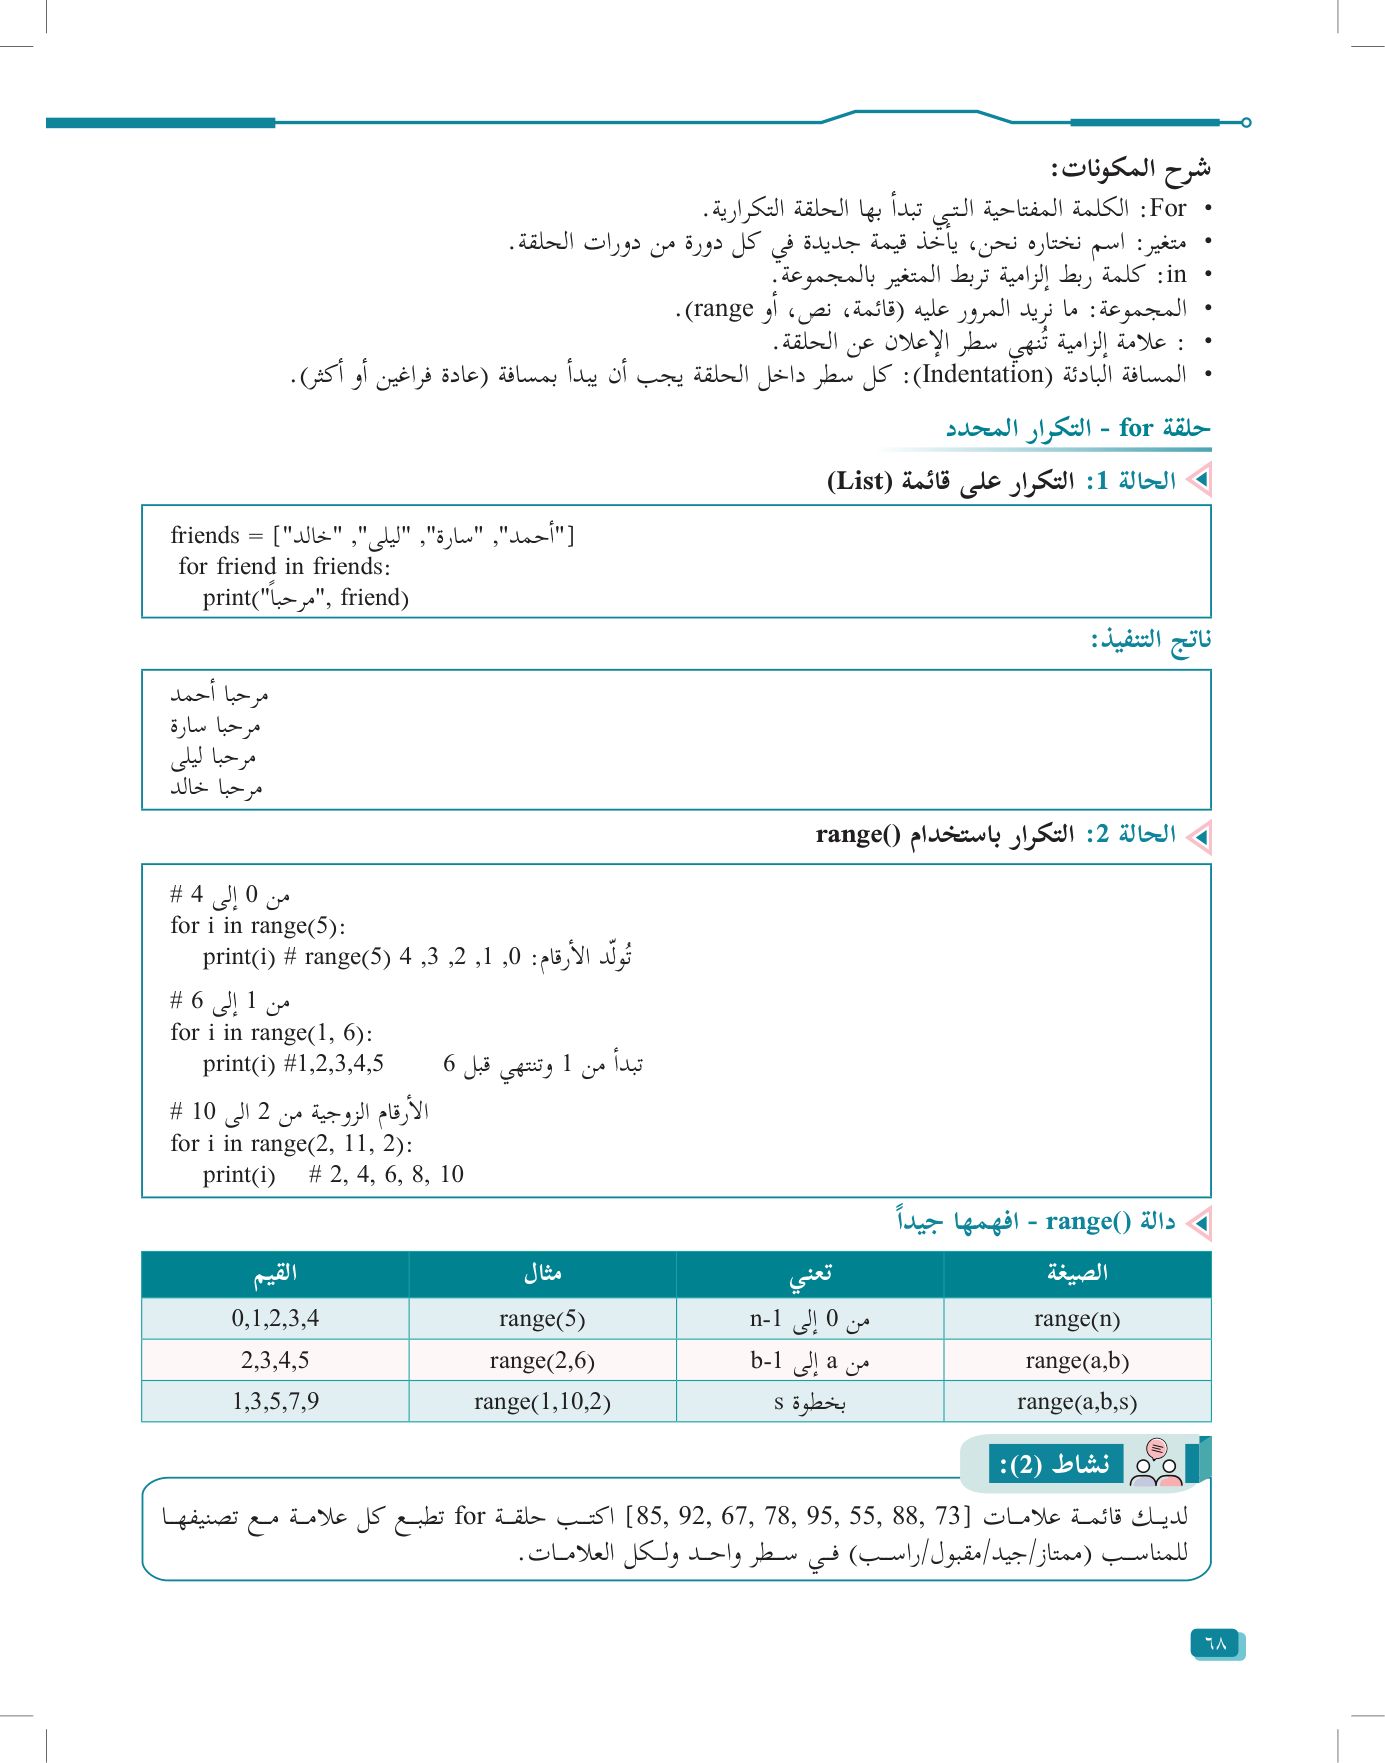 شرح المكونات:
• For: الكلمة المفتاحية التي تبدأ بها الحلقة التكرارية.
• متغير: اسم نختاره نحن، يأخذ قيمة جديدة في كل دورة من دورات الحلقة.
• in: كلمة ربط إلزامية تربط المتغير بالمجموعة.
• المجموعة: ما نريد المرور عليه (قائمة، نص، أو range).
• : علامة إلزامية تُنهي سطر الإعلان عن الحلقة.
• المسافة البادئة (Indentation): كل سطر داخل الحلقة يجب أن يبدأ بمسافة (عادة فراغين أو أكثر).
حلقة for - التكرار المحدد
الحالة 1: التكرار على قائمة (List)
friends = ["أحمد", "سارة", "ليلى", "خالد"]
for friend in friends:
print("مرحباً", friend)
ناتج التنفيذ:
مرحبا أحمد
مرحبا سارة
مرحبا ليلى
مرحبا خالد
الحالة 2: التكرار باستخدام range()
# من 0 إلى 4
for i in range(5):
print(i) # range(5) تُولّد الأرقام: 0, 1, 2, 3, 4
# من 1 إلى 6
for i in range(1, 6):
print(i) #1,2,3,4,5 تبدأ من 1 وتنتهي قبل 6
# الأرقام الزوجية من 2 الى 10
for i in range(2, 11, 2):
print(i) # 2, 4, 6, 8, 10
دالة range() - افهمها جيداً
الصيغة تعني مثال القيم
range(n) من 0 إلى n-1 range(5) 0,1,2,3,4
range(a,b) من a إلى b-1 range(2,6) 2,3,4,5
range(a,b,s) بخطوة s range(1,10,2) 1,3,5,7,9
نشاط (2):
لديك قائمة علامات [85, 92, 67, 78, 95, 55, 88, 73] اكتب حلقة for تطبع كل علامة مع تصنيفها
للمناسب (ممتاز/جيد/مقبول/راسب) في سطر واحد ولكل العلامات.
٦٨